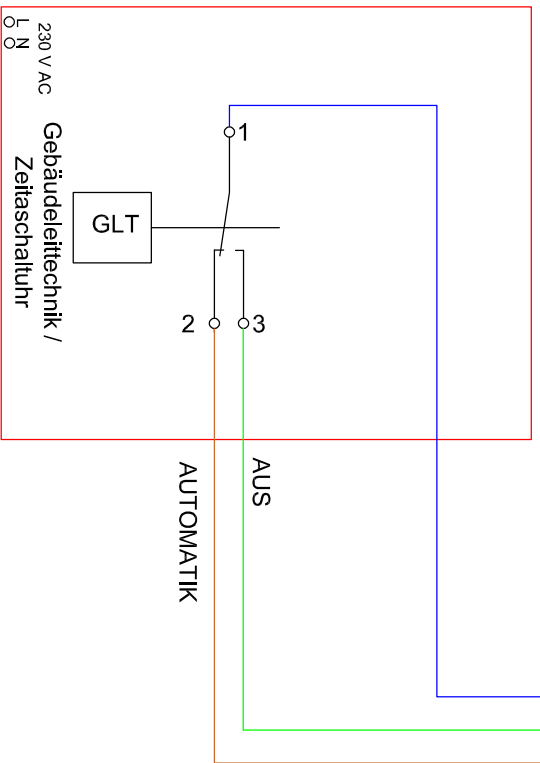 230 V AC
L N
Gebäudeleittechnik /
Zeitaschaltuhr
GLT
1
2
3
AUS
AUTOMATIK